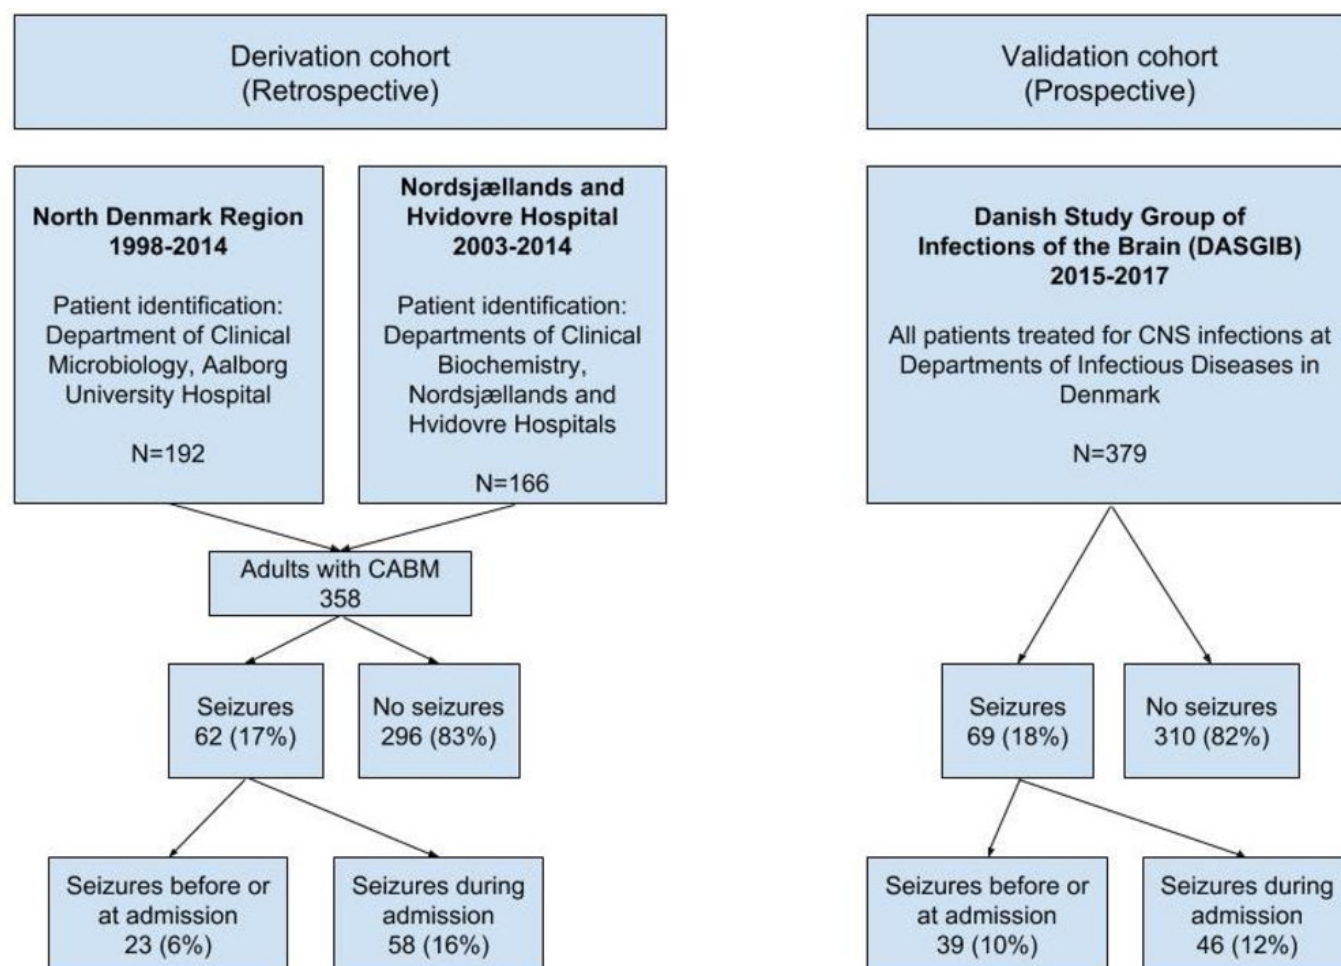 Derivation cohort
(Retrospective)
Validation cohort
(Prospective)
North Denmark Region
1998-2014
Patient identification:
Department of Clinical
Microbiology, Aalborg
University Hospital
N=192
Nordsjællands and
Hvidovre Hospital
2003-2014
Patient identification:
Departments of Clinical
Biochemistry,
Nordsjællands and
Hvidovre Hospitals
N=166
Danish Study Group of
Infections of the Brain (DASGIB)
2015-2017
All patients treated for CNS infections at
Departments of Infectious Diseases in
Denmark
N=379
Adults with CABM
358
Seizures
62 (17%)
No seizures
296 (83%)
Seizures
69 (18%)
No seizures
310 (82%)
Seizures before or
at admission
23 (6%)
Seizures during
admission
58 (16%)
Seizures before or
at admission
39 (10%)
Seizures during
admission
46 (12%)